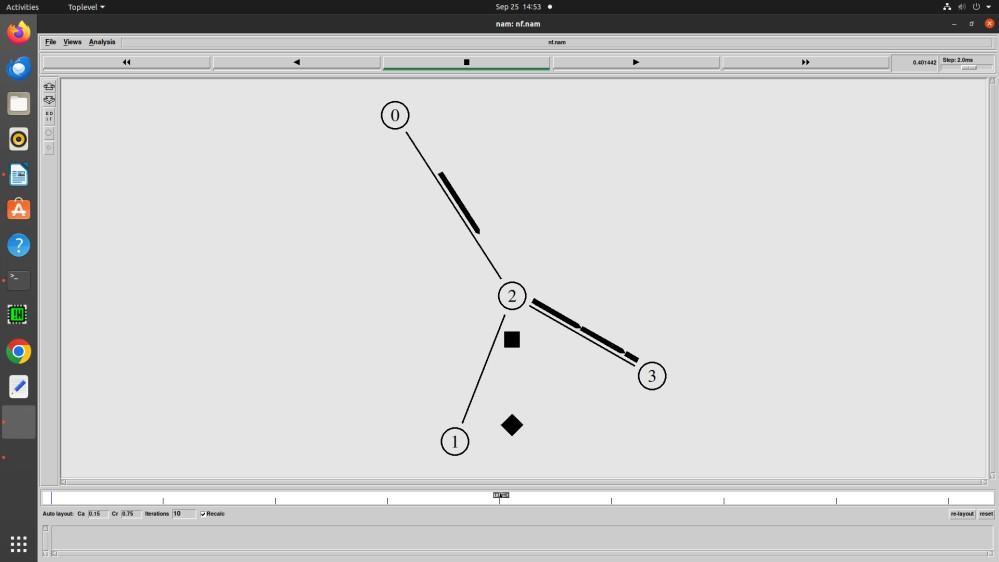 Activities Toplevel Sep 25 14:53
nam: nf.nam
File Views Analysis nf.nam
0.401442 Step: 2.0ms
0
2
3
1
Auto layout: Ca 0.15 Cr 0.75 Iterations 10 Recalc re-layout reset